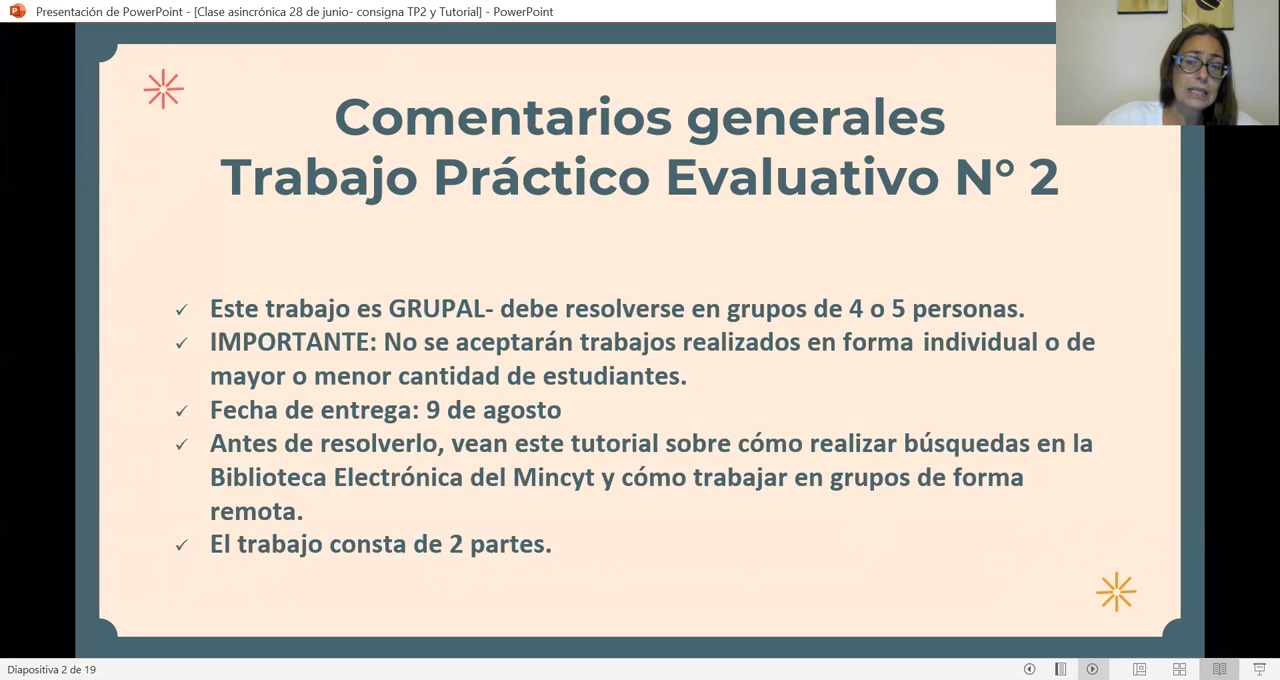 Presentación de PowerPoint - [Clase asincrónica 28 de junio- consigna TP2 y Tutorial] - PowerPoint
Comentarios generales
Trabajo Práctico Evaluativo N° 2
✓ Este trabajo es GRUPAL- debe resolverse en grupos de 4 o 5 personas.
✓ IMPORTANTE: No se aceptarán trabajos realizados en forma individual o de
mayor o menor cantidad de estudiantes.
✓ Fecha de entrega: 9 de agosto
✓ Antes de resolverlo, vean este tutorial sobre cómo realizar búsquedas en la
Biblioteca Electrónica del Mincyt y cómo trabajar en grupos de forma
remota.
✓ El trabajo consta de 2 partes.
Diapositiva 2 de 19